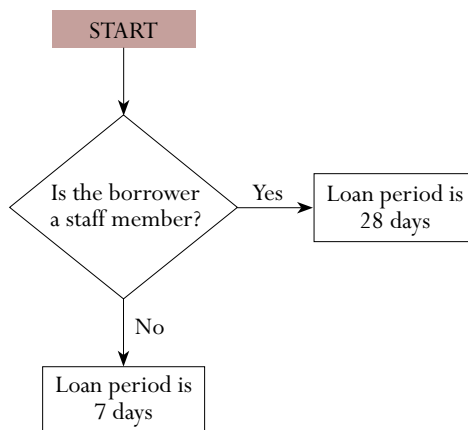 START
Is the borrower
a staff member?
Yes
Loan period is
28 days
No
Loan period is
7 days